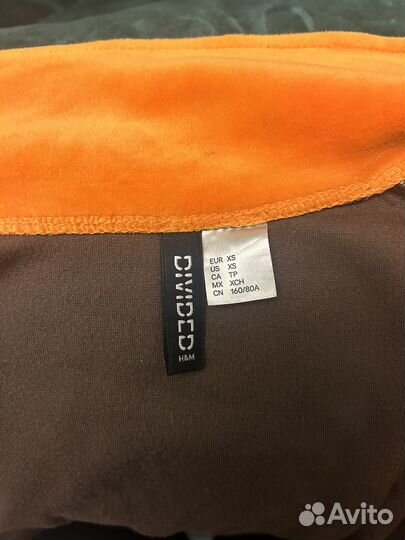 DIVIDED
H&M
EUR XS
US XS
CA TP
MX XCH
CN 160/80A
Avito